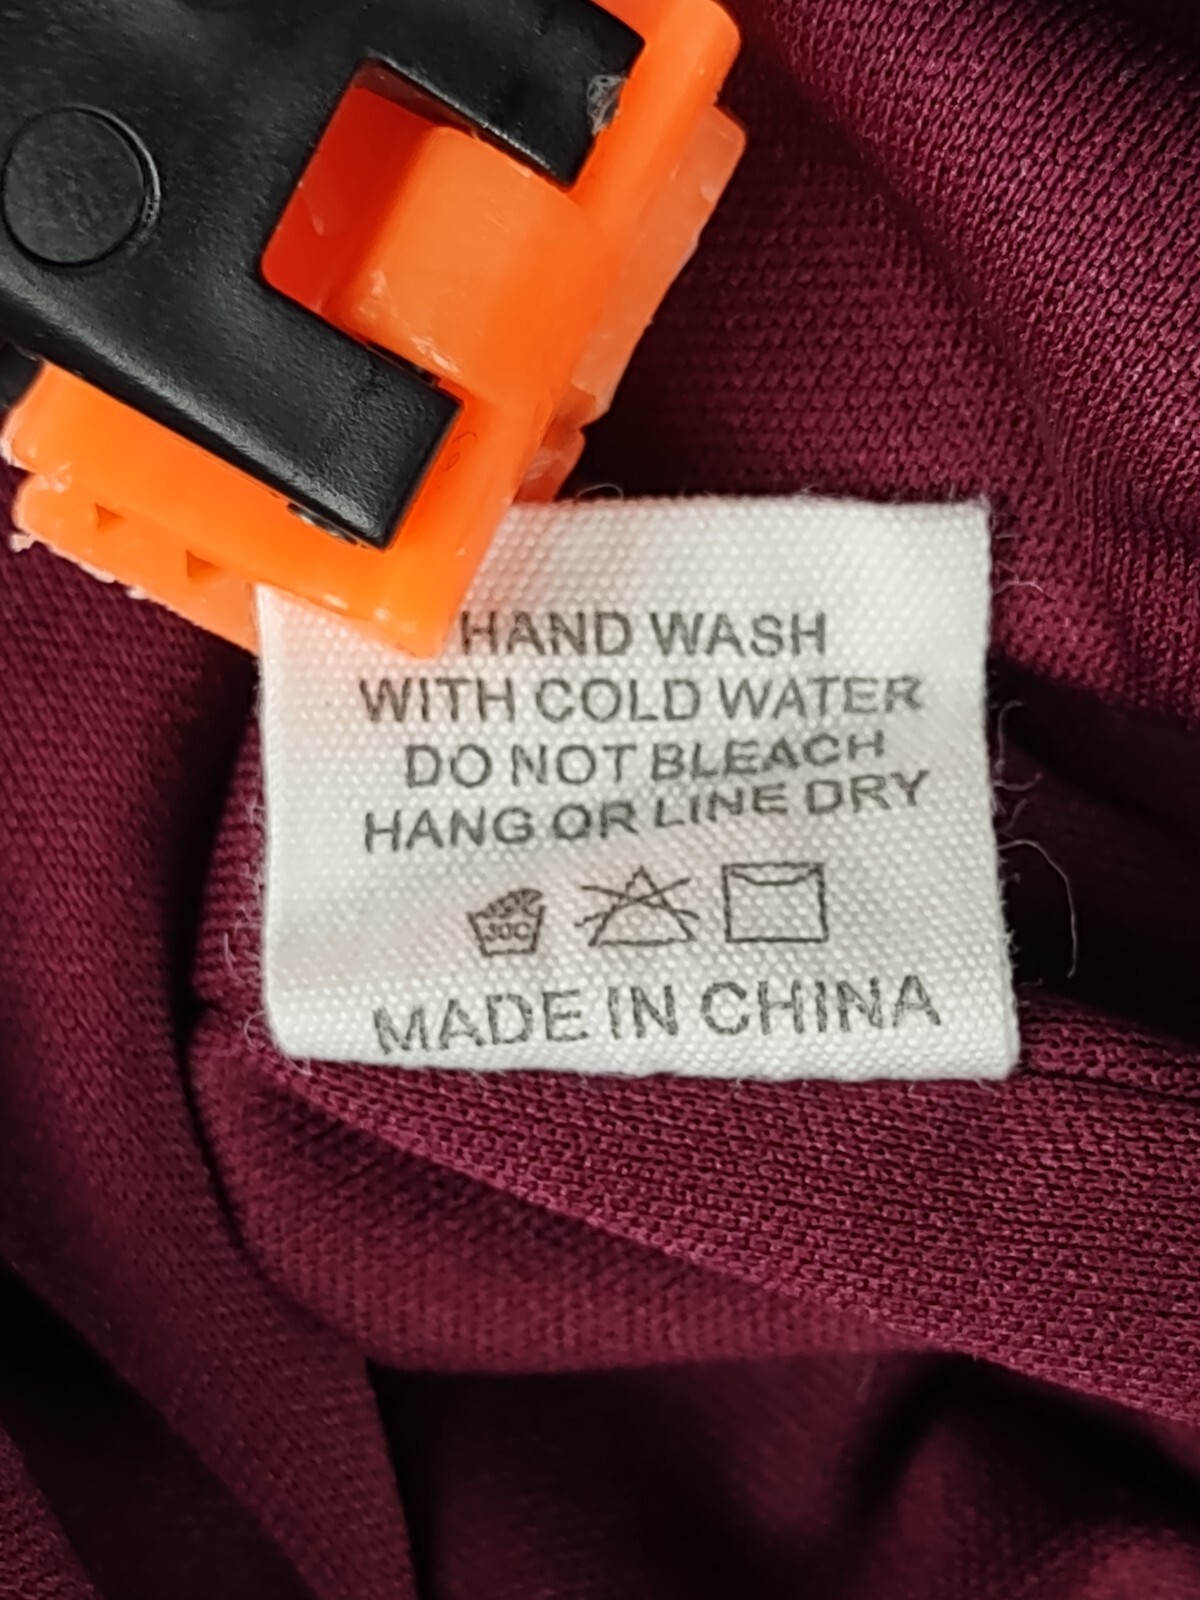 HAND WASH
WITH COLD WATER
DO NOT BLEACH
HANG OR LINE DRY
30C
MADE IN CHINA